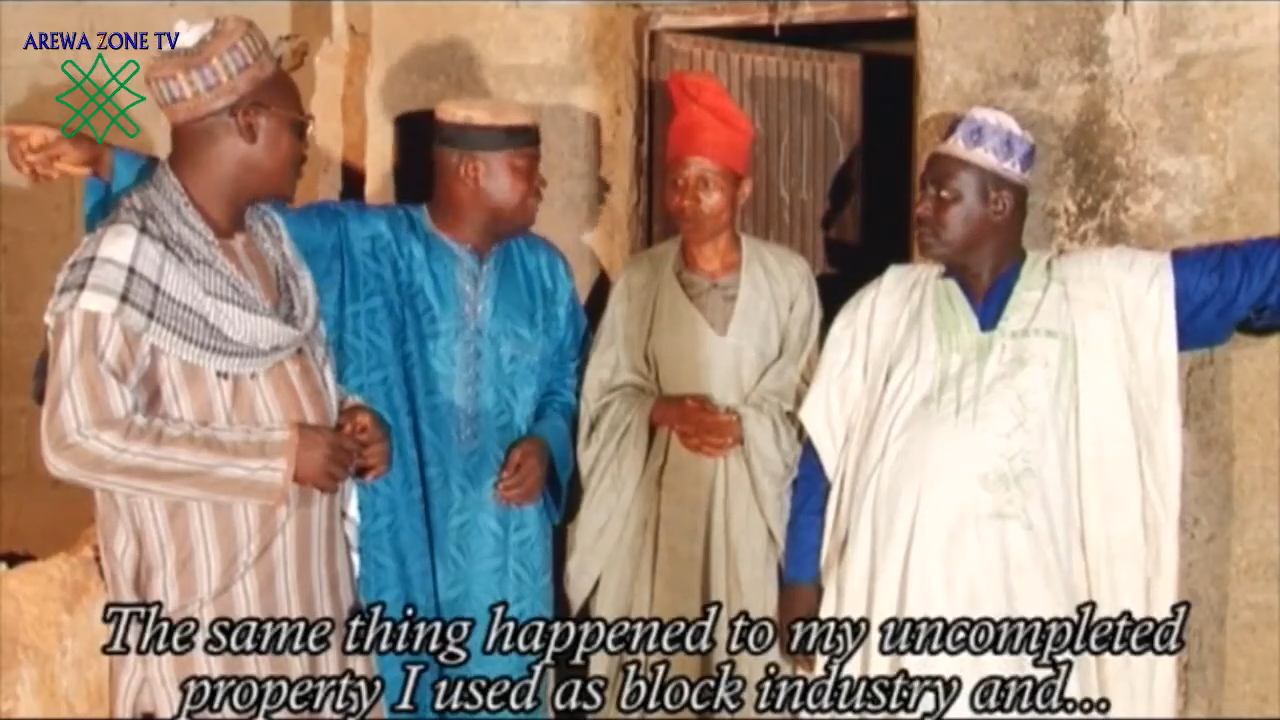 AREWA ZONE TV
The same thing happened to my uncompleted
property I used as block industry and...